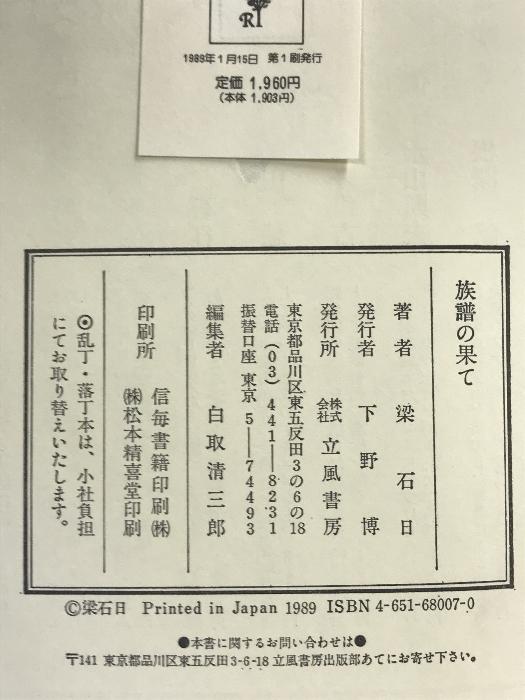 R
1989年1月15日 第1刷発行
定価 1,960円
(本体 1,903円)
族譜の果て
著者 梁石日
発行者 下野博
発行所 株式会社 立風書房
東京都品川区東五反田3の6の18
電話(03)441―8231
振替口座 東京 5―74493
編集者 白取清三郎
印刷所 信毎書籍印刷㈱
㈱松本精喜堂印刷
◎乱丁・落丁本は、小社負担
にてお取り替えいたします。
©梁石日 Printed in Japan 1989 ISBN 4-651-68007-0
●本書に関するお問い合わせは●
〒141 東京都品川区東五反田3-6-18 立風書房出版部あてにお寄せ下さい。